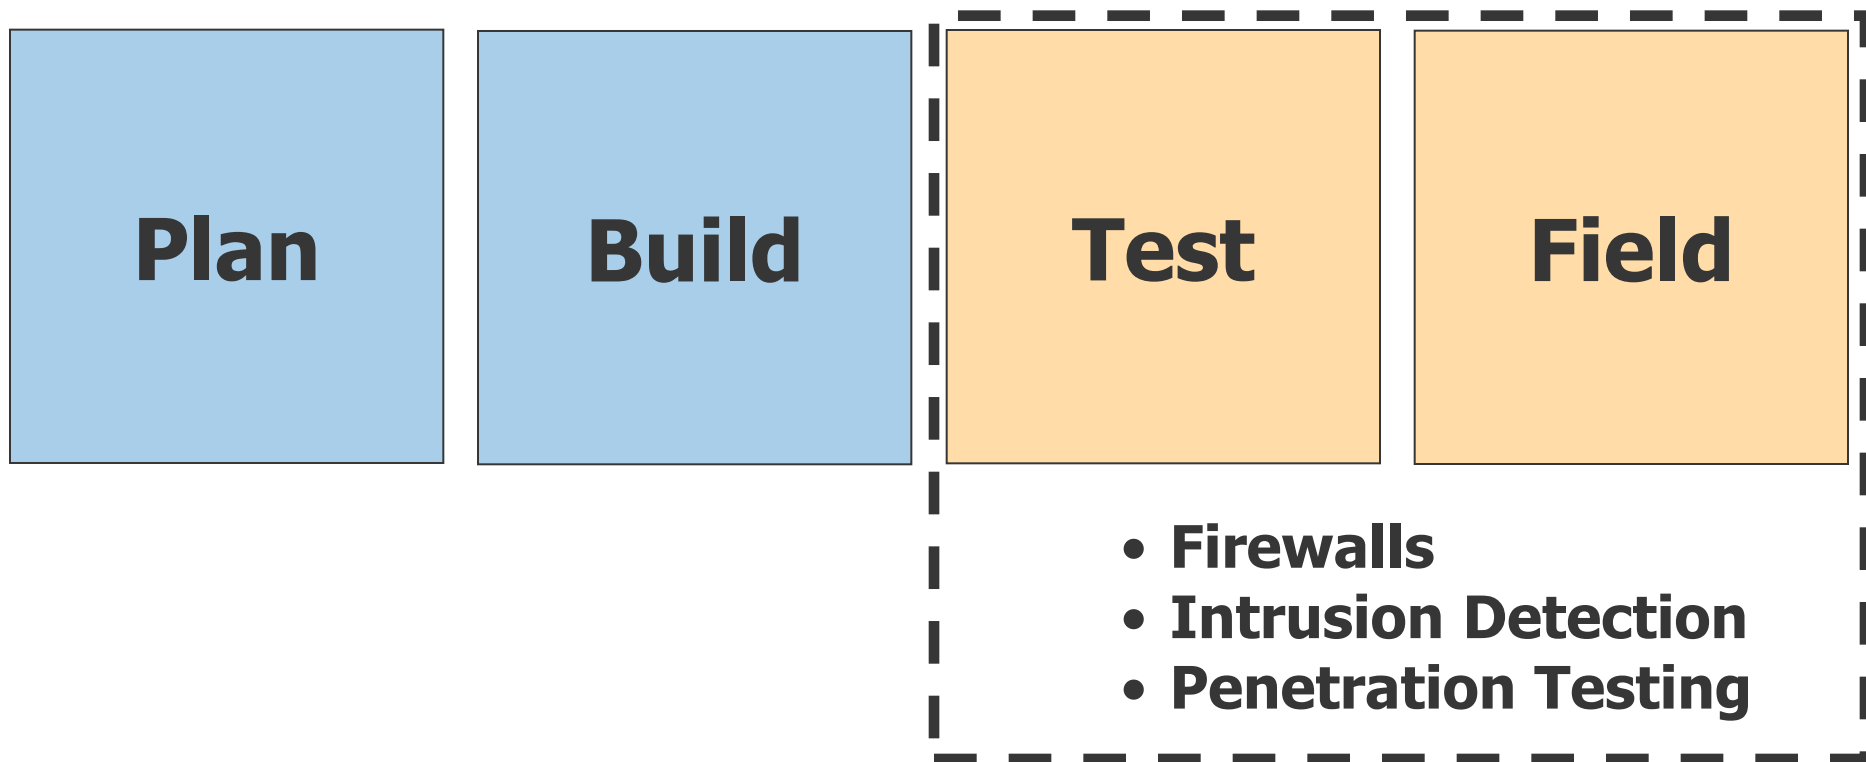 Plan
Build
Test
Field
• Firewalls
• Intrusion Detection
• Penetration Testing